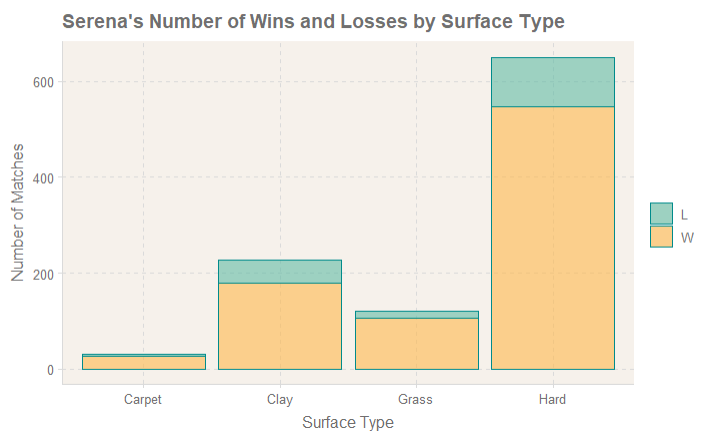 Serena's Number of Wins and Losses by Surface Type
Number of Matches
600
400
200
0
Carpet
Clay
Grass
Hard
Surface Type
L
W